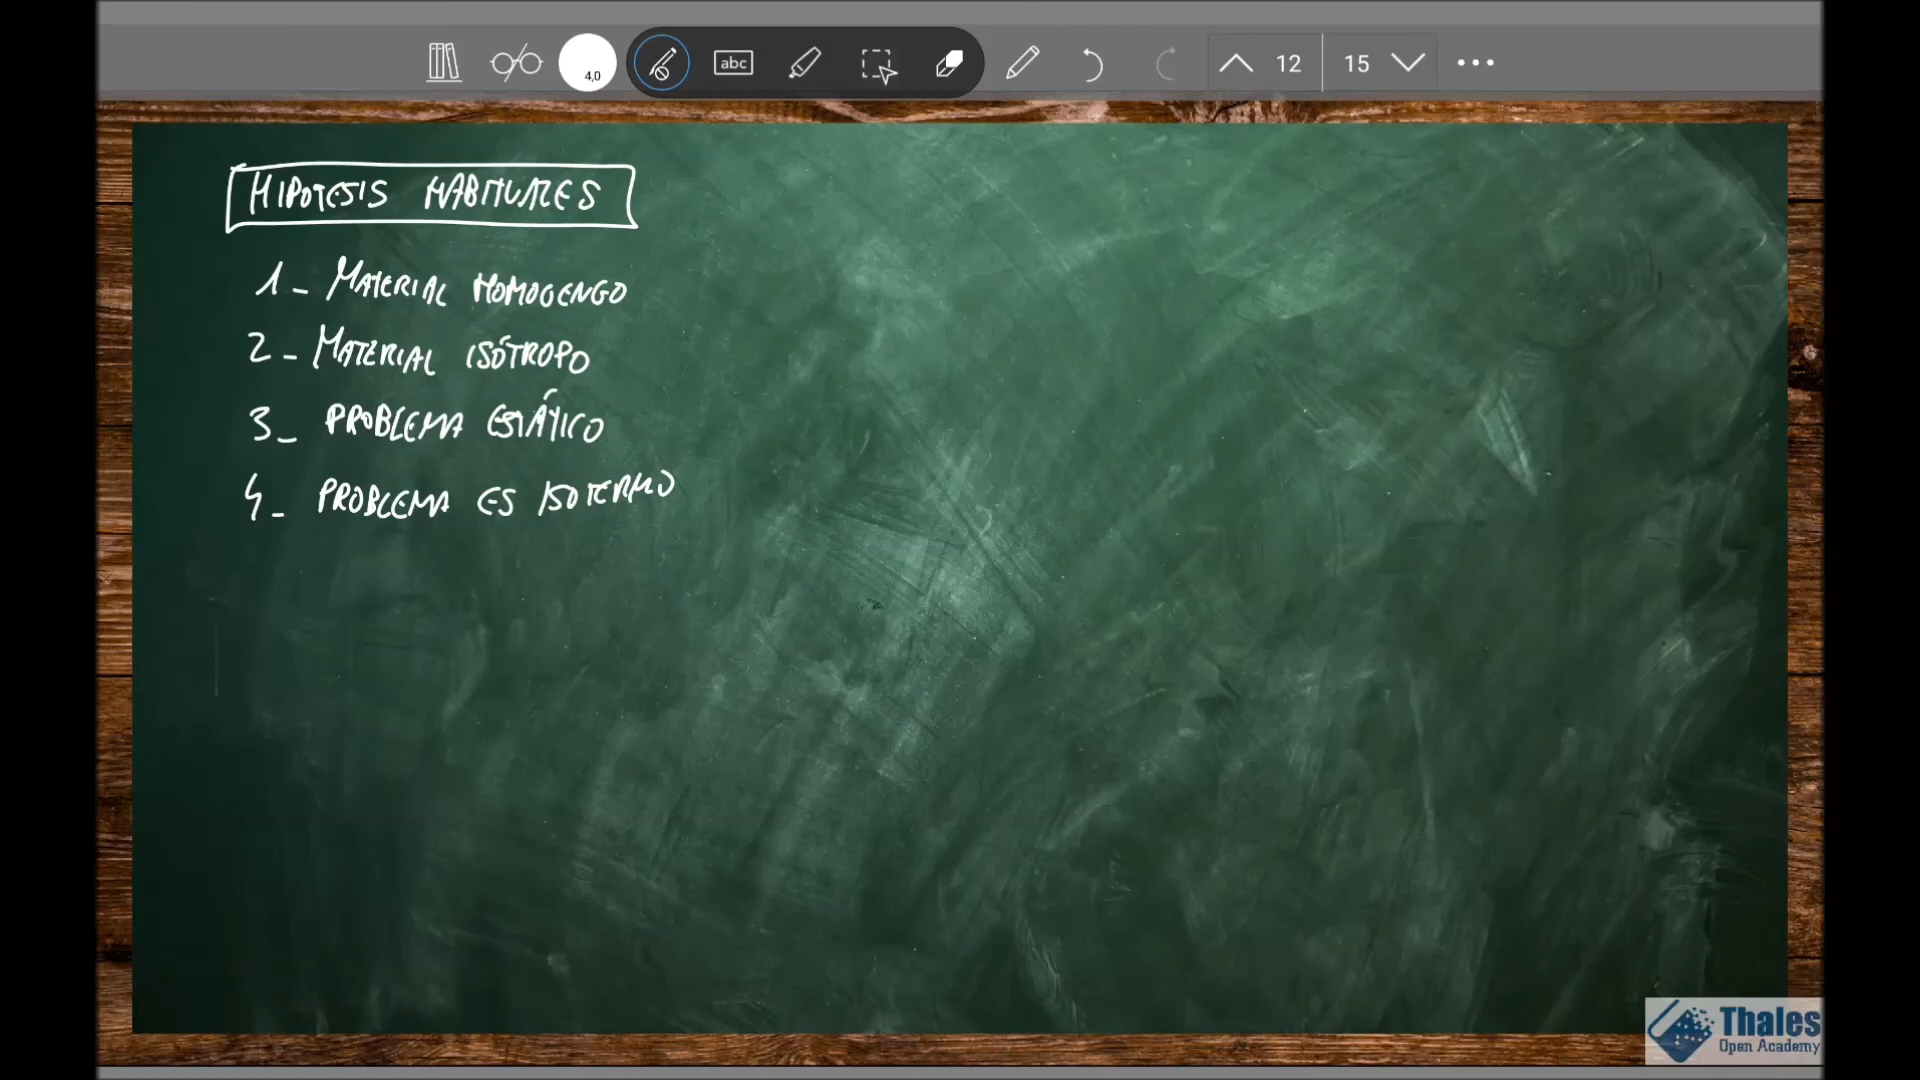 4,0
abc
12
15
HIPOTESIS HABITUALES
1_ MATERIAL HOMOGENEO
2_ MATERIAL ISÓTROPO
3_ PROBLEMA ESTÁTICO
4_ PROBLEMA ES ISOTERMO
Thales
Open Academy